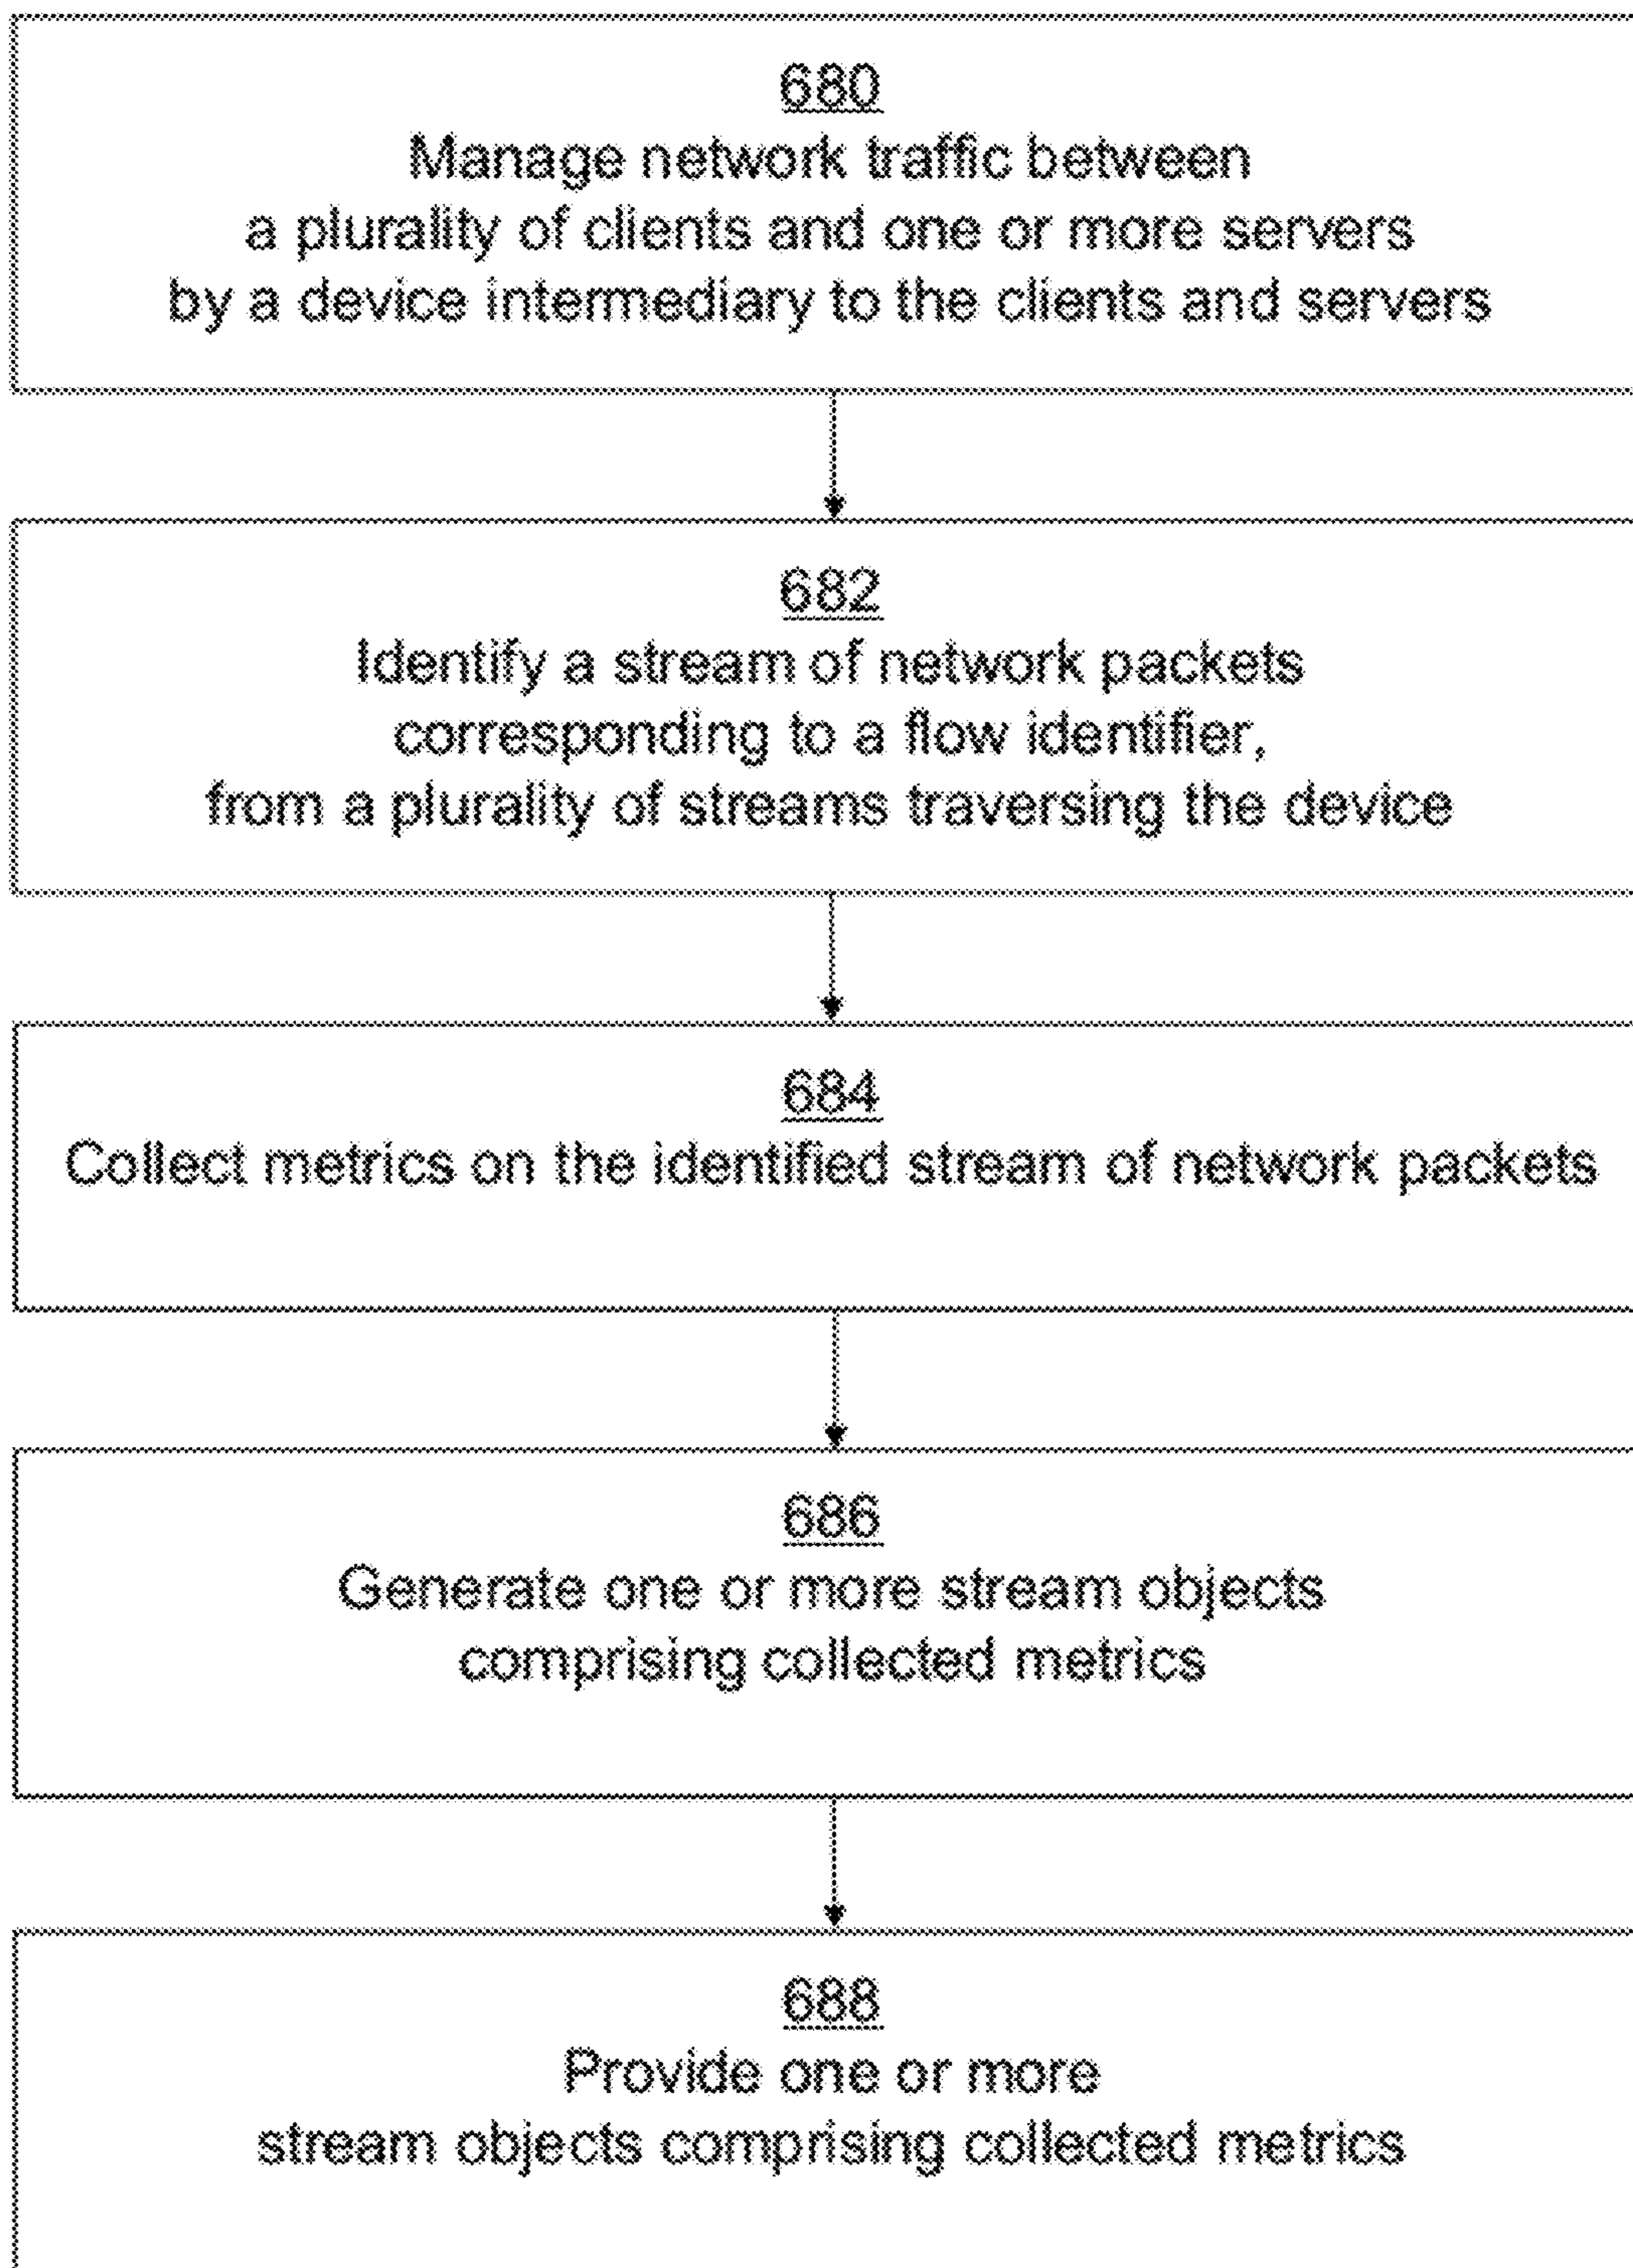 680
Manage network traffic between
a plurality of clients and one or more servers
by a device intermediary to the clients and servers
682
Identify a stream of network packets
corresponding to a flow identifier,
from a plurality of streams traversing the device
684
Collect metrics on the identified stream of network packets
686
Generate one or more stream objects
comprising collected metrics
688
Provide one or more
stream objects comprising collected metrics